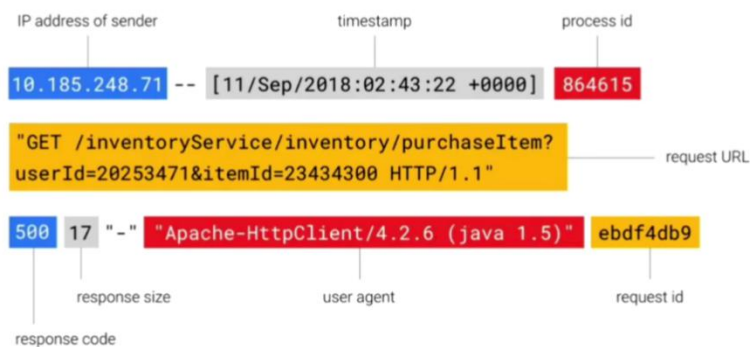 IP address of sender timestamp process id
10.185.248.71 -- [11/Sep/2018:02:43:22 +0000] 864615
"GET /inventoryService/inventory/purchaseItem?
userId=20253471&itemId=23434300 HTTP/1.1"
request URL
500 17 "-" "Apache-HttpClient/4.2.6 (java 1.5)" ebdf4db9
response size user agent request id
response code